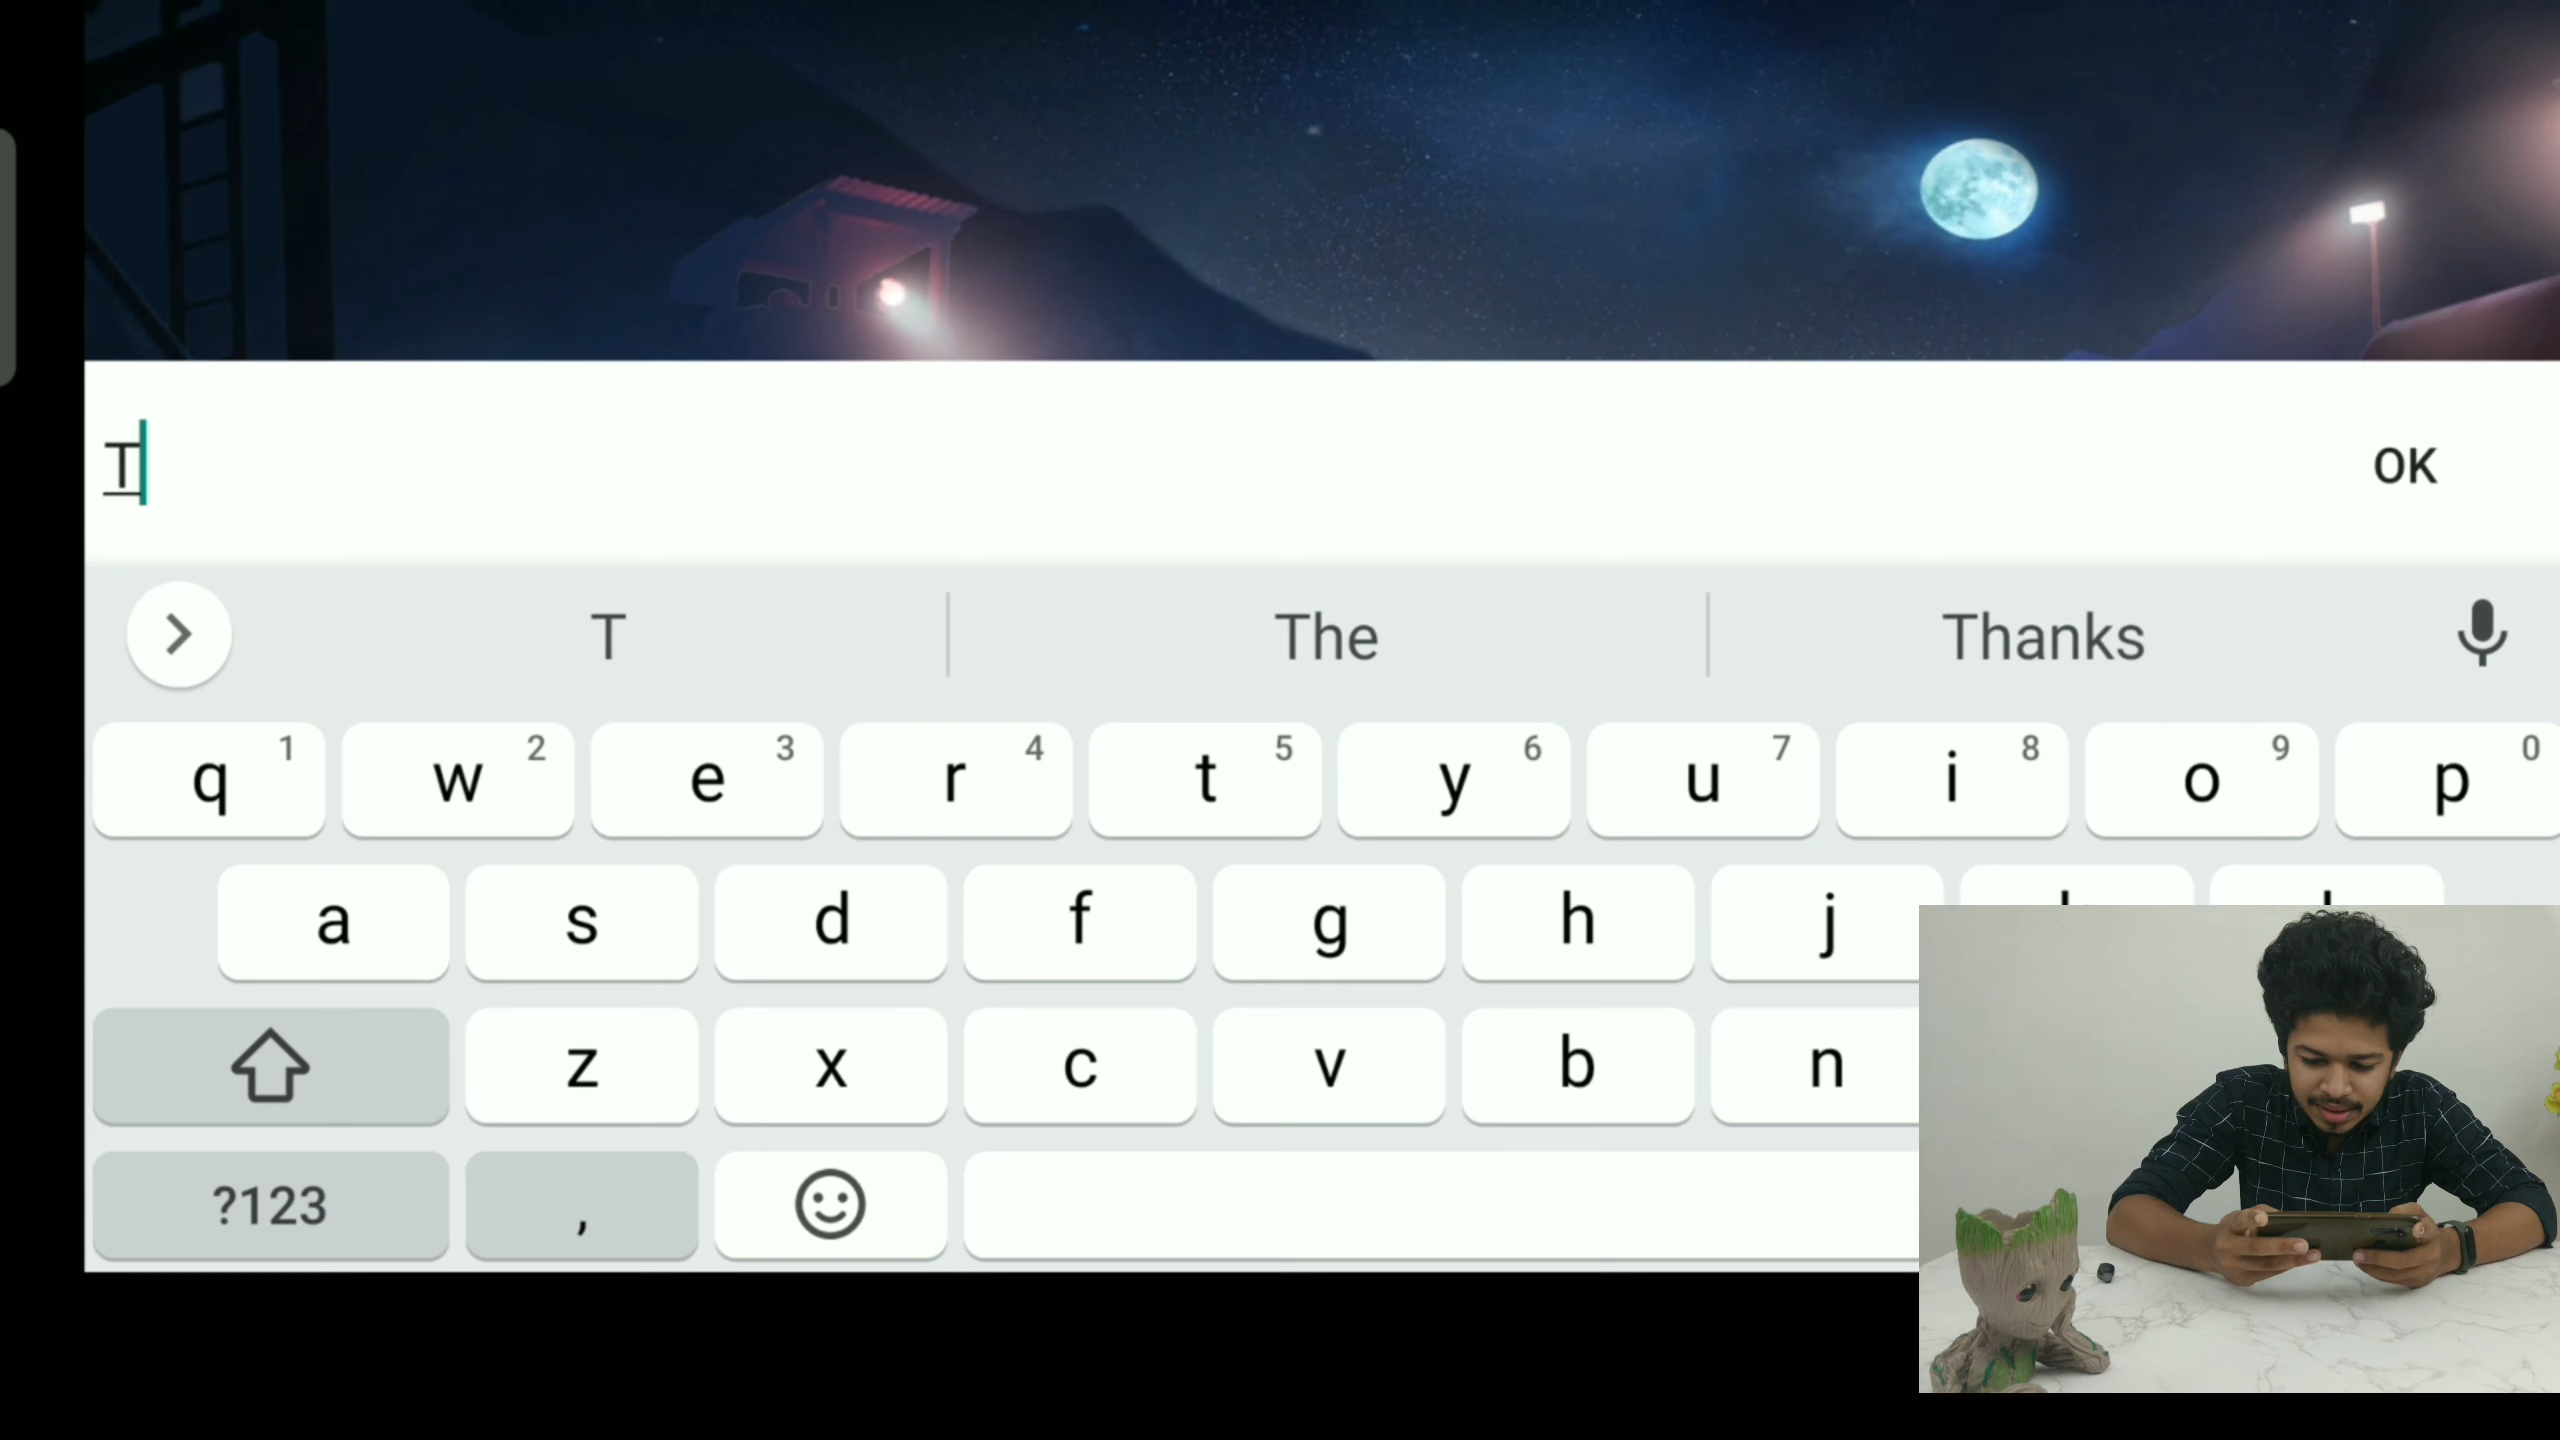 T
OK
T The Thanks
q 1 w 2 e 3 r 4 t 5 y 6 u 7 i 8 o 9 p 0
a s d f g h j
z x c v b n
?123 ,